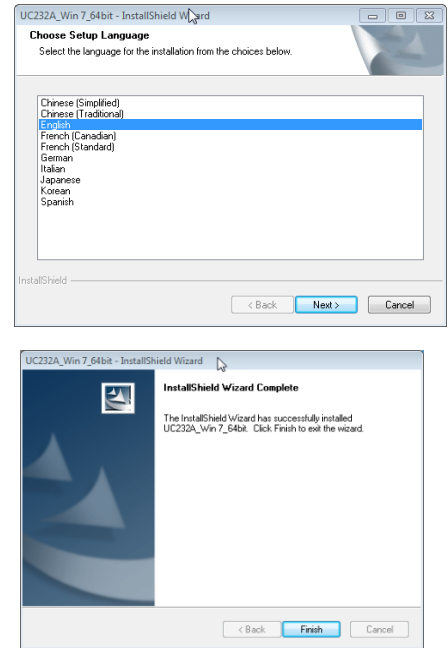 UC232A_Win 7_64bit - InstallShield Wizard
Choose Setup Language
Select the language for the installation from the choices below.
Chinese (Simplified)
Chinese (Traditional)
English
French (Canadian)
French (Standard)
German
Italian
Japanese
Korean
Spanish
InstallShield
< Back
Next >
Cancel
UC232A_Win 7_64bit - InstallShield Wizard
InstallShield Wizard Complete
The InstallShield Wizard has successfully installed
UC232A_Win 7_64bit. Click Finish to exit the wizard.
< Back
Finish
Cancel